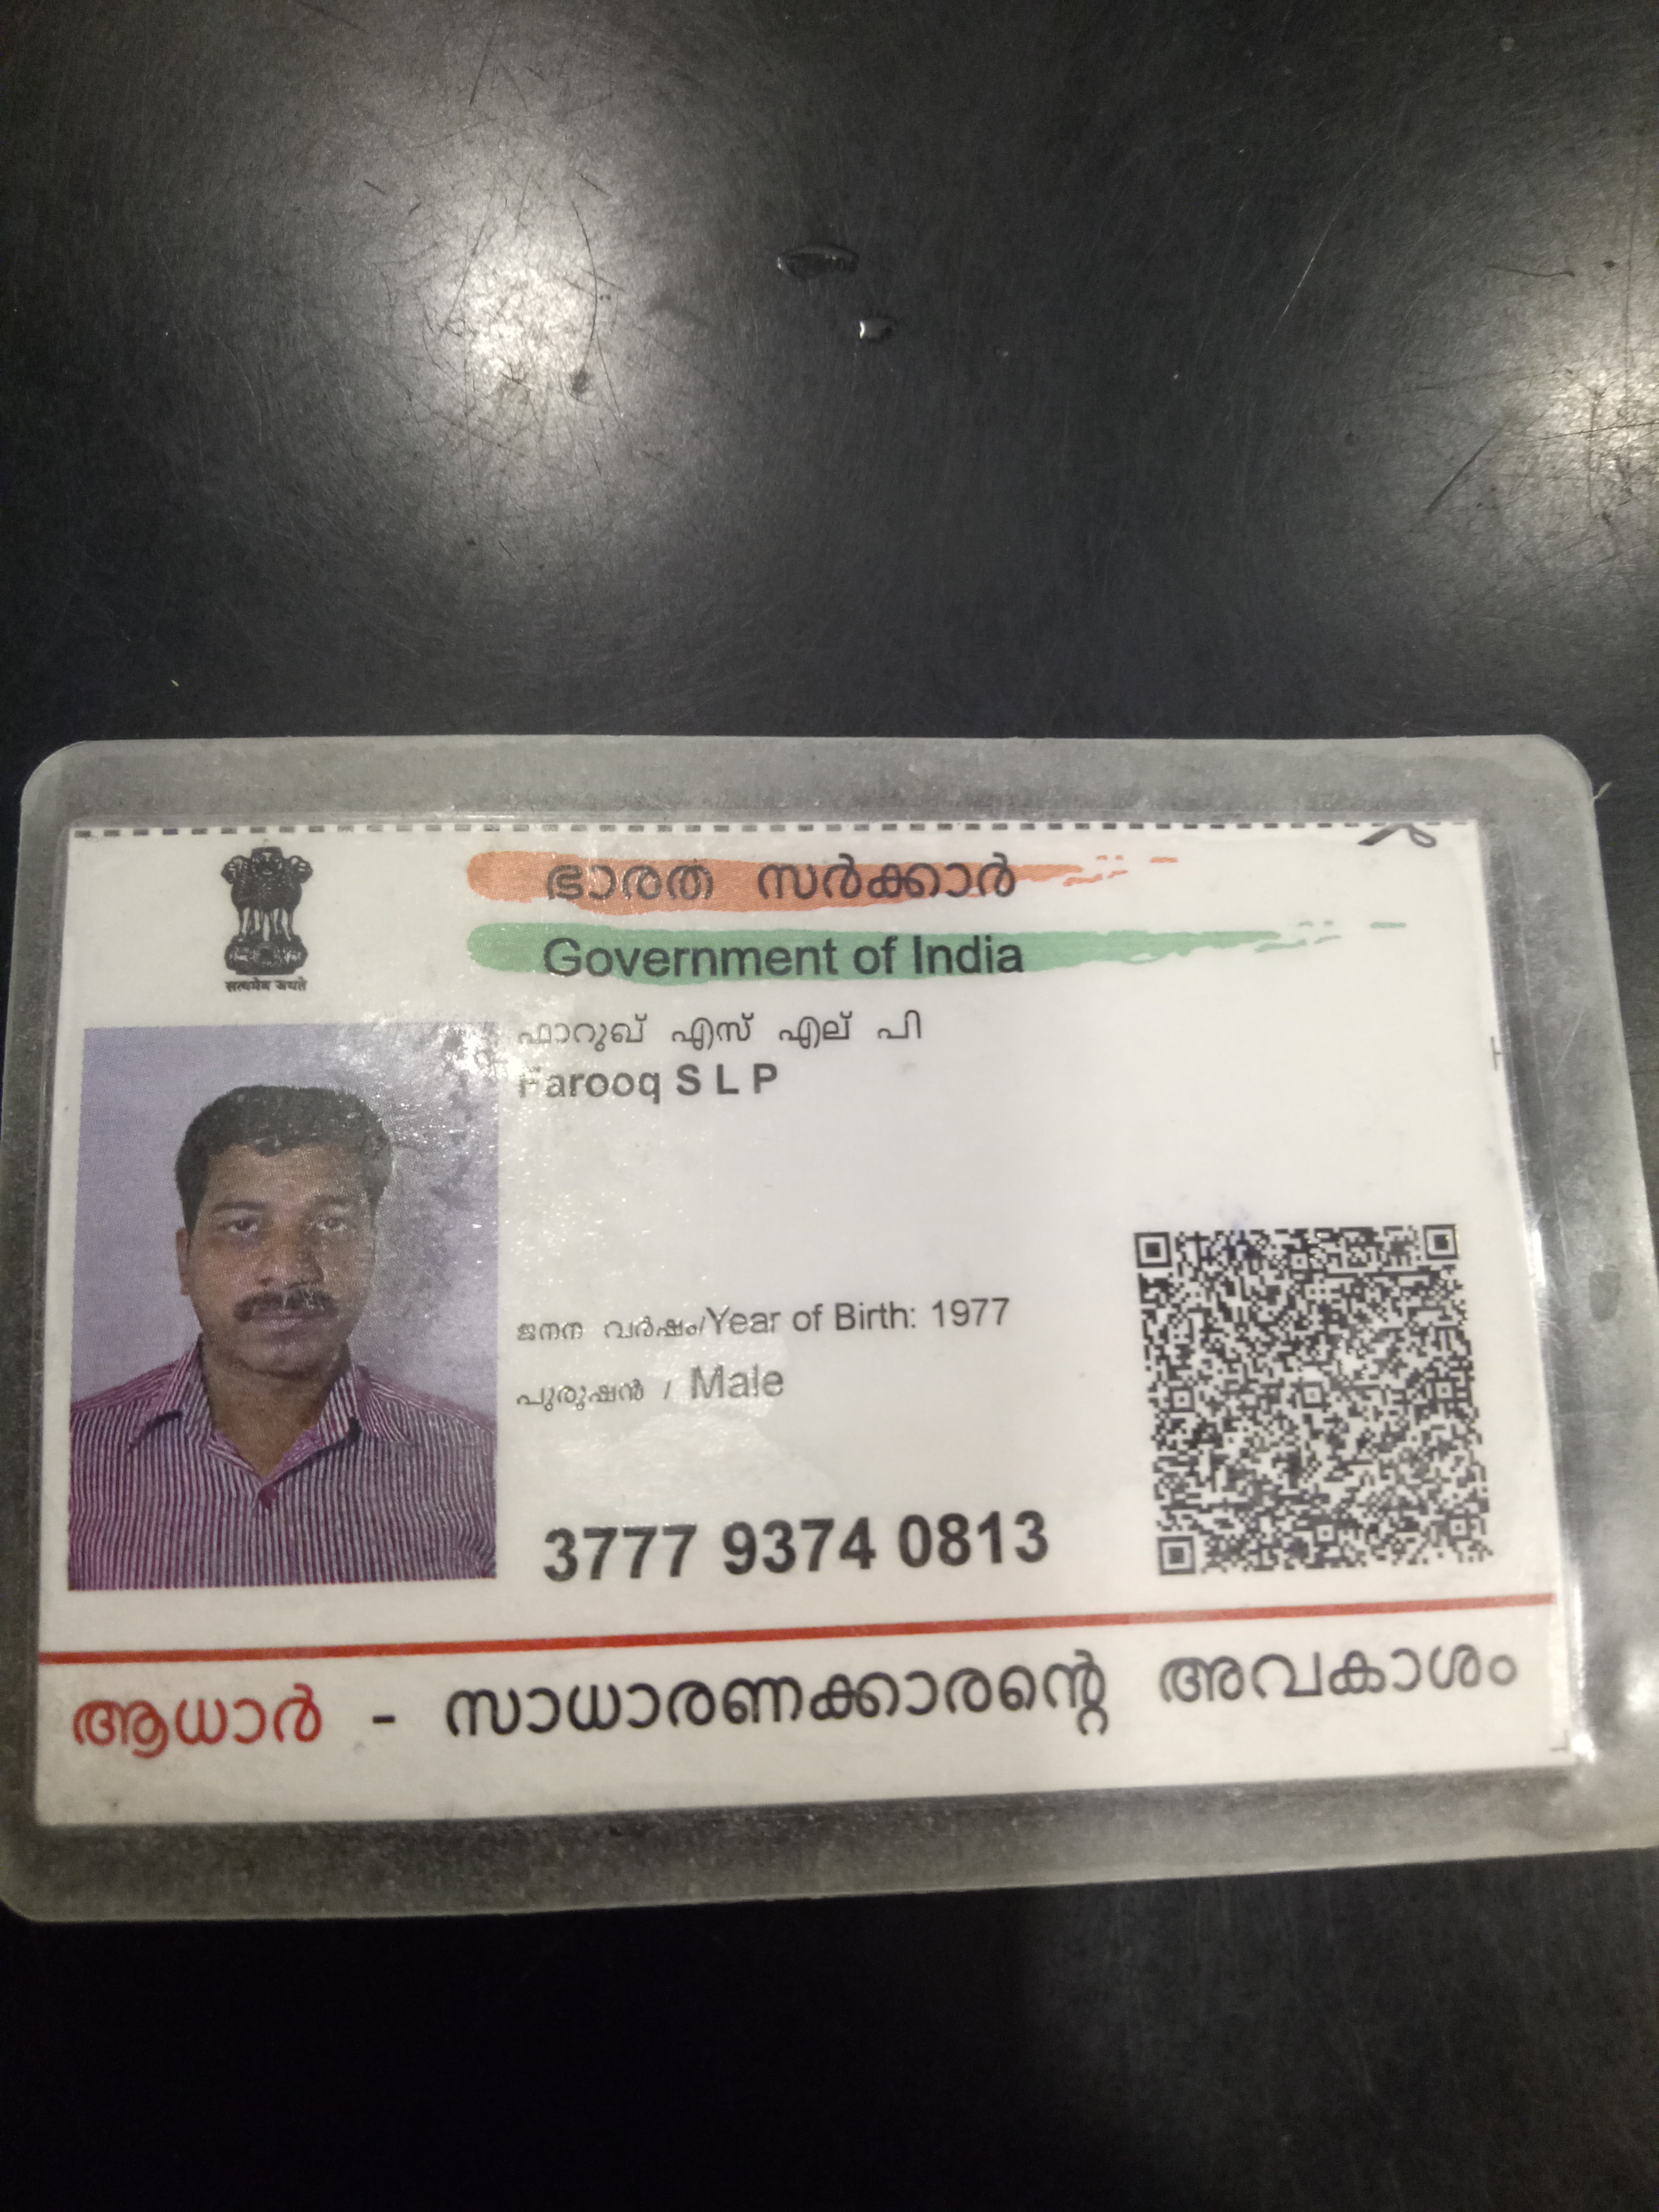 ഭാരത സർക്കാർ
Government of India
सत्यमेव जयते
ഫാറുഖ് എസ് എല് പി
Farooq S L P
ജനന വർഷം/Year of Birth: 1977
പുരുഷൻ / Male
3777 9374 0813
ആധാർ - സാധാരണക്കാരന്റെ അവകാശം